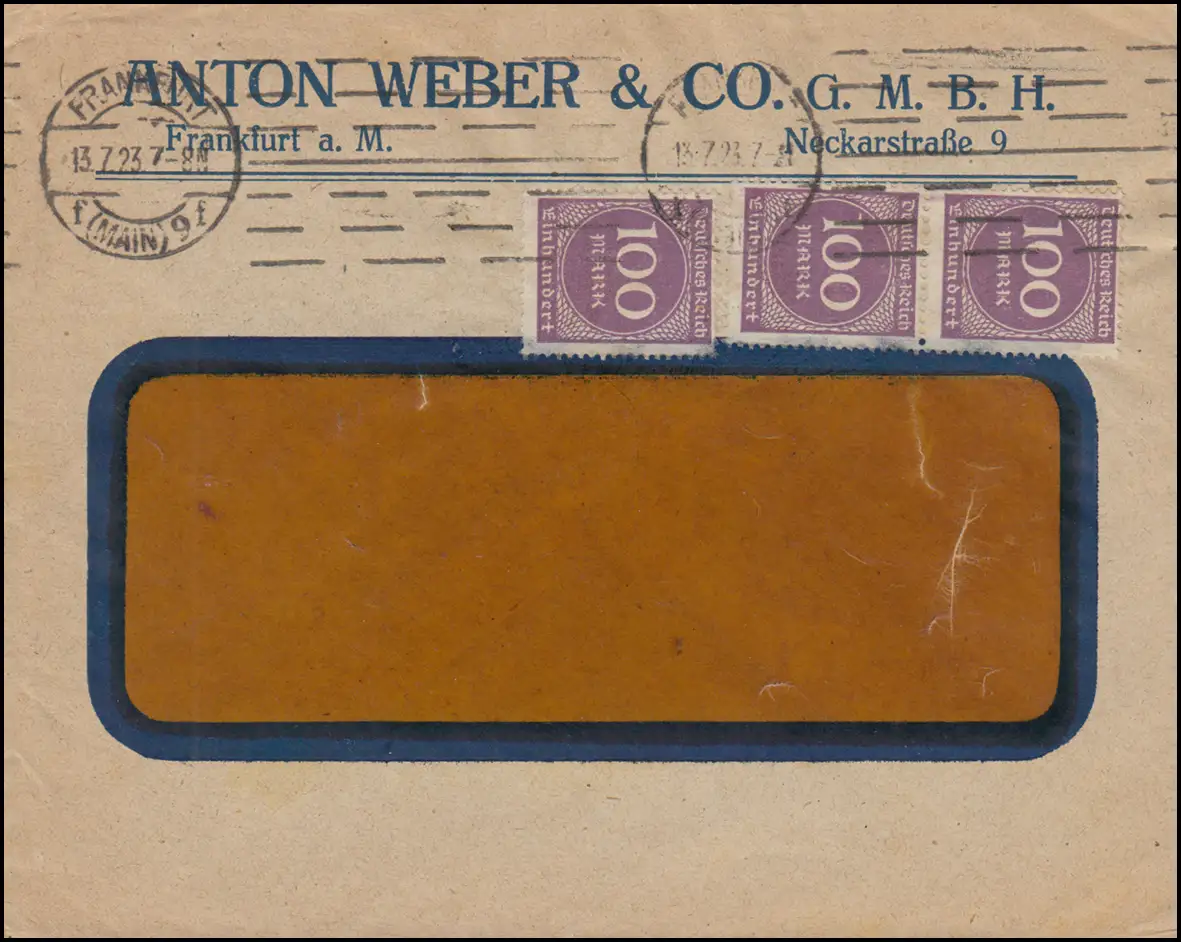 ANTON WEBER & CO. G. M. B. H.
Frankfurt a. M. Neckarstraße 9
FRANKFURT
13.7.23.7-8N
f (MAIN) 9 f
13.7.23.7-
Deutsches Reich
100
MARK
Einhundert
Deutsches Reich
100
MARK
Einhundert
Deutsches Reich
100
MARK
Einhundert